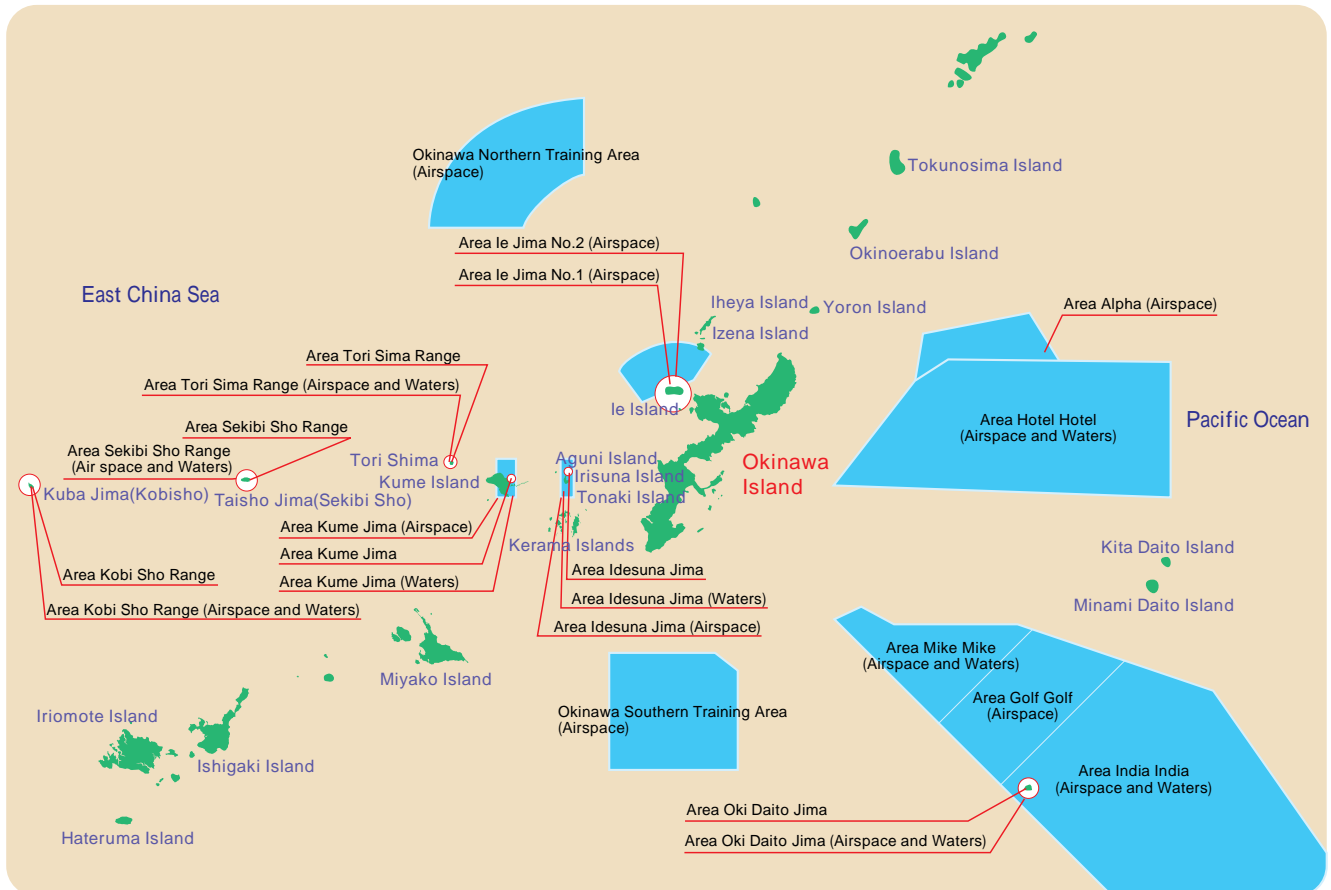 Okinawa Northern Training Area
(Airspace)
Tokunosima Island
Area Ie Jima No.2 (Airspace)
Okinoerabu Island
Area Ie Jima No.1 (Airspace)
East China Sea
Iheya Island
Yoron Island
Area Alpha (Airspace)
Izena Island
Area Tori Sima Range
Area Tori Sima Range (Airspace and Waters)
Ie Island
Area Hotel Hotel
(Airspace and Waters)
Pacific Ocean
Area Sekibi Sho Range
Area Sekibi Sho Range
(Air space and Waters)
Tori Shima
Kume Island
Aguni Island
Irisuna Island
Tonaki Island
Okinawa
Island
Kuba Jima(Kobisho)
Taisho Jima(Sekibi Sho)
Area Kume Jima (Airspace)
Kerama Islands
Area Kume Jima
Kita Daito Island
Area Kobi Sho Range
Area Kume Jima (Waters)
Area Idesuna Jima
Area Idesuna Jima (Waters)
Minami Daito Island
Area Kobi Sho Range (Airspace and Waters)
Area Idesuna Jima (Airspace)
Area Mike Mike
(Airspace and Waters)
Miyako Island
Area Golf Golf
(Airspace)
Iriomote Island
Okinawa Southern Training Area
(Airspace)
Ishigaki Island
Area India India
(Airspace and Waters)
Area Oki Daito Jima
Hateruma Island
Area Oki Daito Jima (Airspace and Waters)